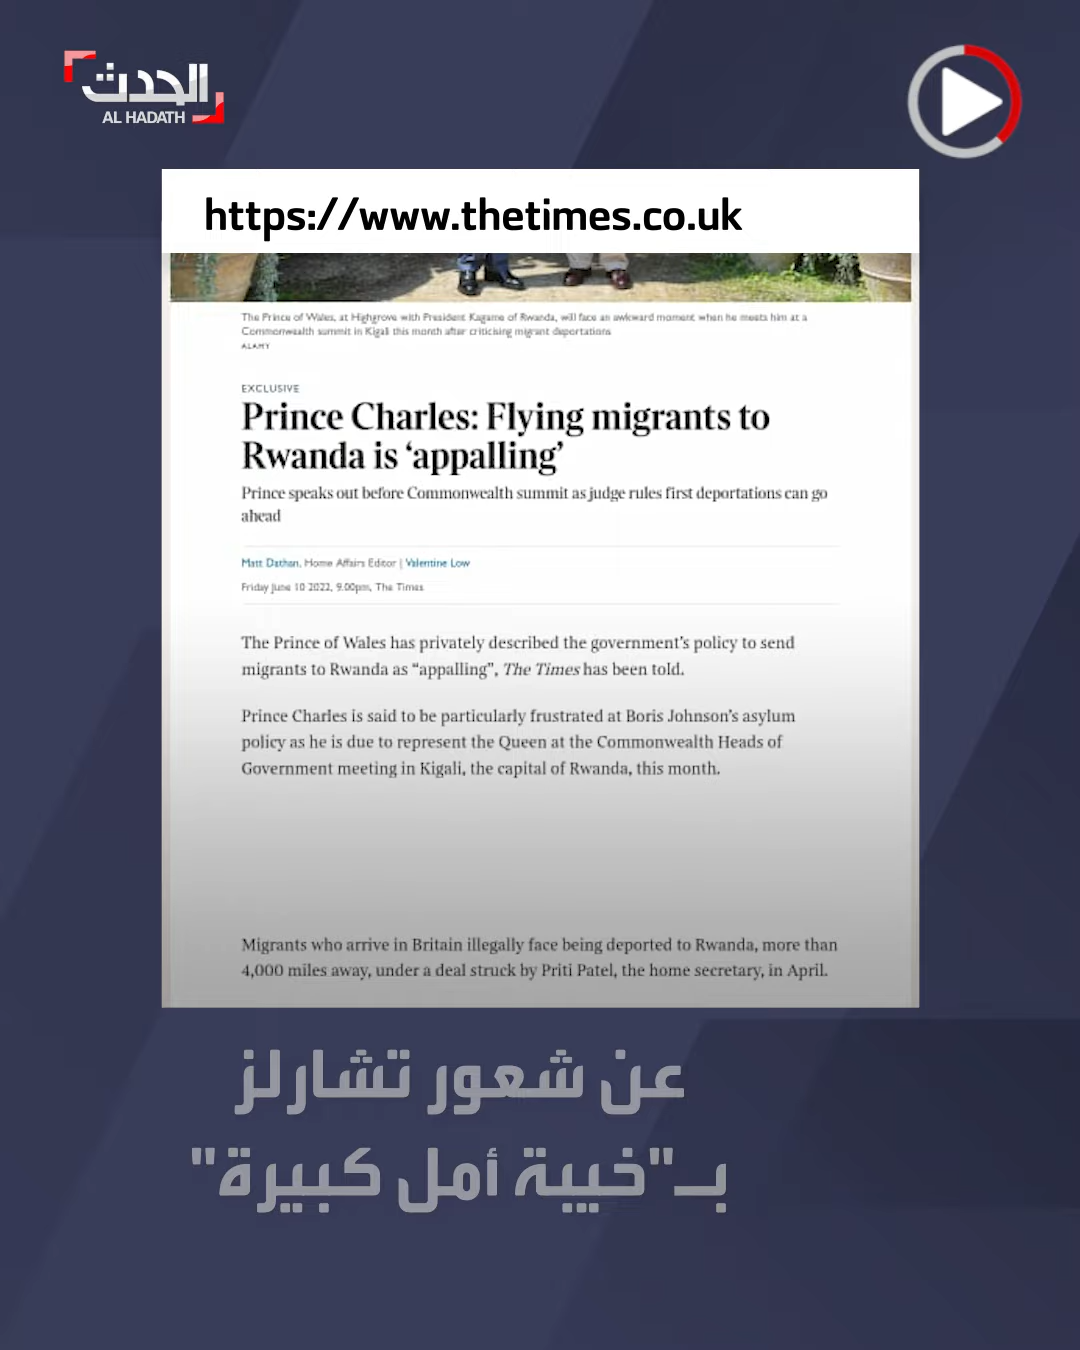 الحدث
AL HADATH
https://www.thetimes.co.uk
The Prince of Wales, at Highgrove with President Kagame of Rwanda, will face an awkward moment when he meets him at a
Commonwealth summit in Kigali this month after criticising migrant deportations
ALAMY
EXCLUSIVE
Prince Charles: Flying migrants to
Rwanda is ‘appalling’
Prince speaks out before Commonwealth summit as judge rules first deportations can go
ahead
Matt Dathan, Home Affairs Editor | Valentine Low
Friday June 10 2022, 9.00pm, The Times
The Prince of Wales has privately described the government’s policy to send
migrants to Rwanda as “appalling”, The Times has been told.
Prince Charles is said to be particularly frustrated at Boris Johnson’s asylum
policy as he is due to represent the Queen at the Commonwealth Heads of
Government meeting in Kigali, the capital of Rwanda, this month.
Migrants who arrive in Britain illegally face being deported to Rwanda, more than
4,000 miles away, under a deal struck by Priti Patel, the home secretary, in April.
عن شعور تشارلز
بـ"خيبة أمل كبيرة"